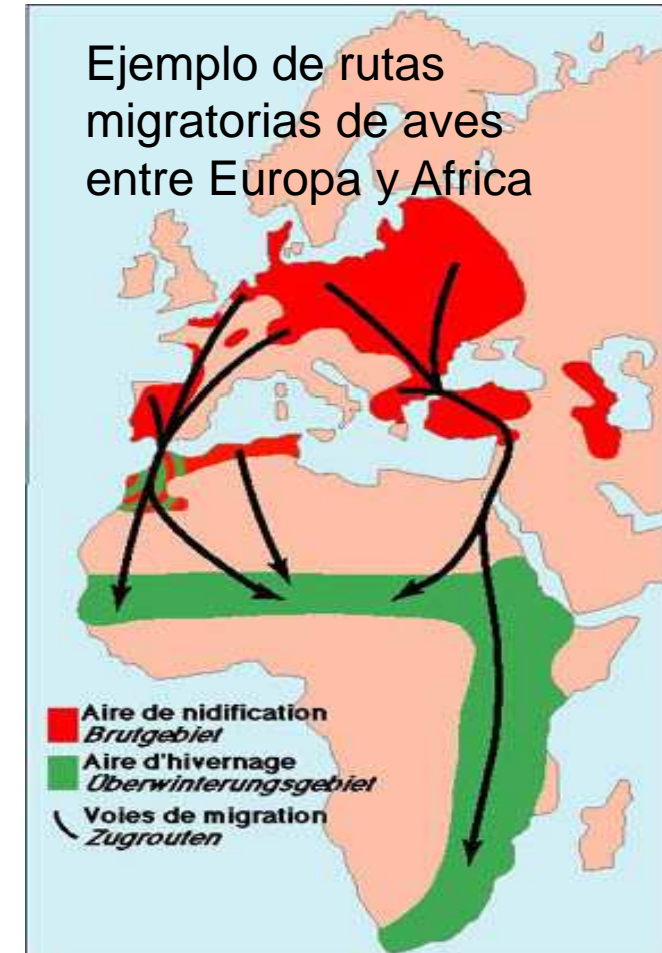 Ejemplo de rutas
migratorias de aves
entre Europa y Africa
Aire de nidification
Brutgebiet
Aire d'hivernage
Überwinterungsgebiet
Voies de migration
Zugrouten